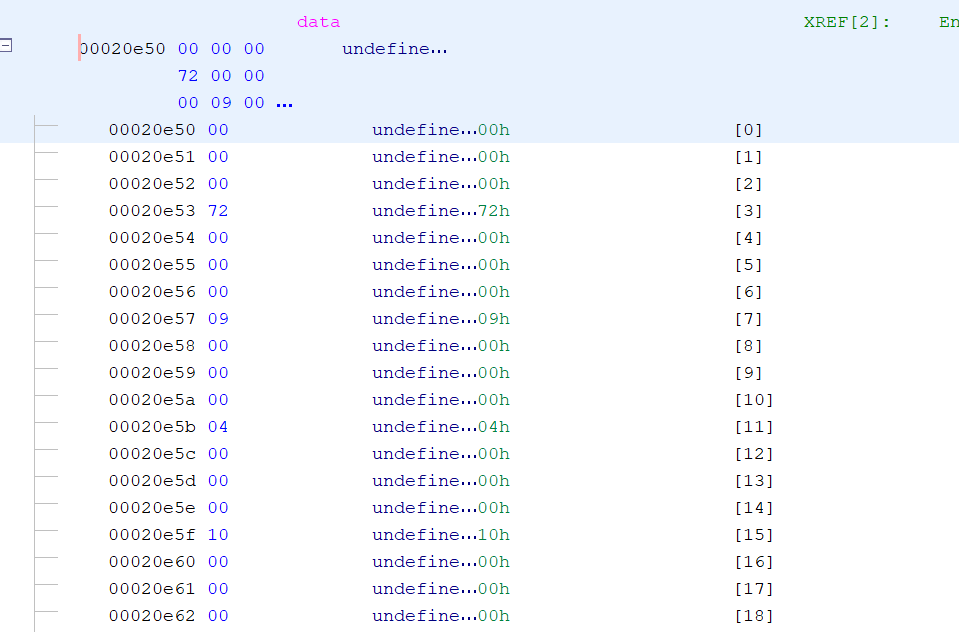 data XREF[2]: En
00020e50 00 00 00 undefine...
72 00 00
00 09 00 ...
00020e50 00 undefine...00h [0]
00020e51 00 undefine...00h [1]
00020e52 00 undefine...00h [2]
00020e53 72 undefine...72h [3]
00020e54 00 undefine...00h [4]
00020e55 00 undefine...00h [5]
00020e56 00 undefine...00h [6]
00020e57 09 undefine...09h [7]
00020e58 00 undefine...00h [8]
00020e59 00 undefine...00h [9]
00020e5a 00 undefine...00h [10]
00020e5b 04 undefine...04h [11]
00020e5c 00 undefine...00h [12]
00020e5d 00 undefine...00h [13]
00020e5e 00 undefine...00h [14]
00020e5f 10 undefine...10h [15]
00020e60 00 undefine...00h [16]
00020e61 00 undefine...00h [17]
00020e62 00 undefine...00h [18]